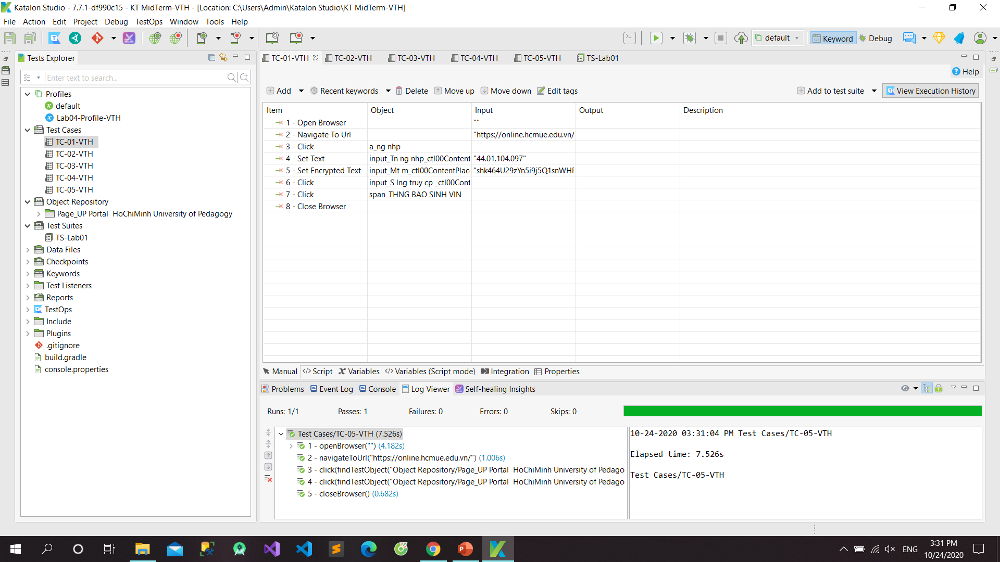 Katalon Studio - 7.7.1-df990c15 - KT MidTerm-VTH - [Location: C:\Users\Admin\Katalon Studio\KT MidTerm-VTH]
File Action Edit Project Debug TestOps Window Tools Help
default Keyword Debug
Tests Explorer
Enter text to search...
Profiles
default
Lab04-Profile-VTH
Test Cases
TC-01-VTH
TC-02-VTH
TC-03-VTH
TC-04-VTH
TC-05-VTH
Object Repository
Page_UP Portal HoChiMinh University of Pedagogy
Test Suites
TS-Lab01
Data Files
Checkpoints
Keywords
Test Listeners
Reports
TestOps
Include
Plugins
.gitignore
build.gradle
console.properties
TC-01-VTH TC-02-VTH TC-03-VTH TC-04-VTH TC-05-VTH TS-Lab01
Help
Add Recent keywords Delete Move up Move down Edit tags Add to test suite View Execution History
Item Object Input Output Description
1 - Open Browser ""
2 - Navigate To Url "https://online.hcmue.edu.vn/
3 - Click a_ng nhp
4 - Set Text input_Tn ng nhp_ctl00Content "44.01.104.097"
5 - Set Encrypted Text input_Mt m_ctl00ContentPlac "shk464U29zYn5i9j5Q1snWHF
6 - Click input_S lng truy cp _ctl00Cont
7 - Click span_THNG BAO SINH VIN
8 - Close Browser
Manual Script Variables Variables (Script mode) Integration Properties
Problems Event Log Console Log Viewer Self-healing Insights
Runs: 1/1 Passes: 1 Failures: 0 Errors: 0 Skips: 0
Test Cases/TC-05-VTH (7.526s)
1 - openBrowser("") (4.182s)
2 - navigateToUrl("https://online.hcmue.edu.vn/") (1.006s)
3 - click(findTestObject("Object Repository/Page_UP Portal HoChiMinh University of Pedago
4 - click(findTestObject("Object Repository/Page_UP Portal HoChiMinh University of Pedago
5 - closeBrowser() (0.682s)
10-24-2020 03:31:04 PM Test Cases/TC-05-VTH
Elapsed time: 7.526s
Test Cases/TC-05-VTH
ENG
3:31 PM
10/24/2020